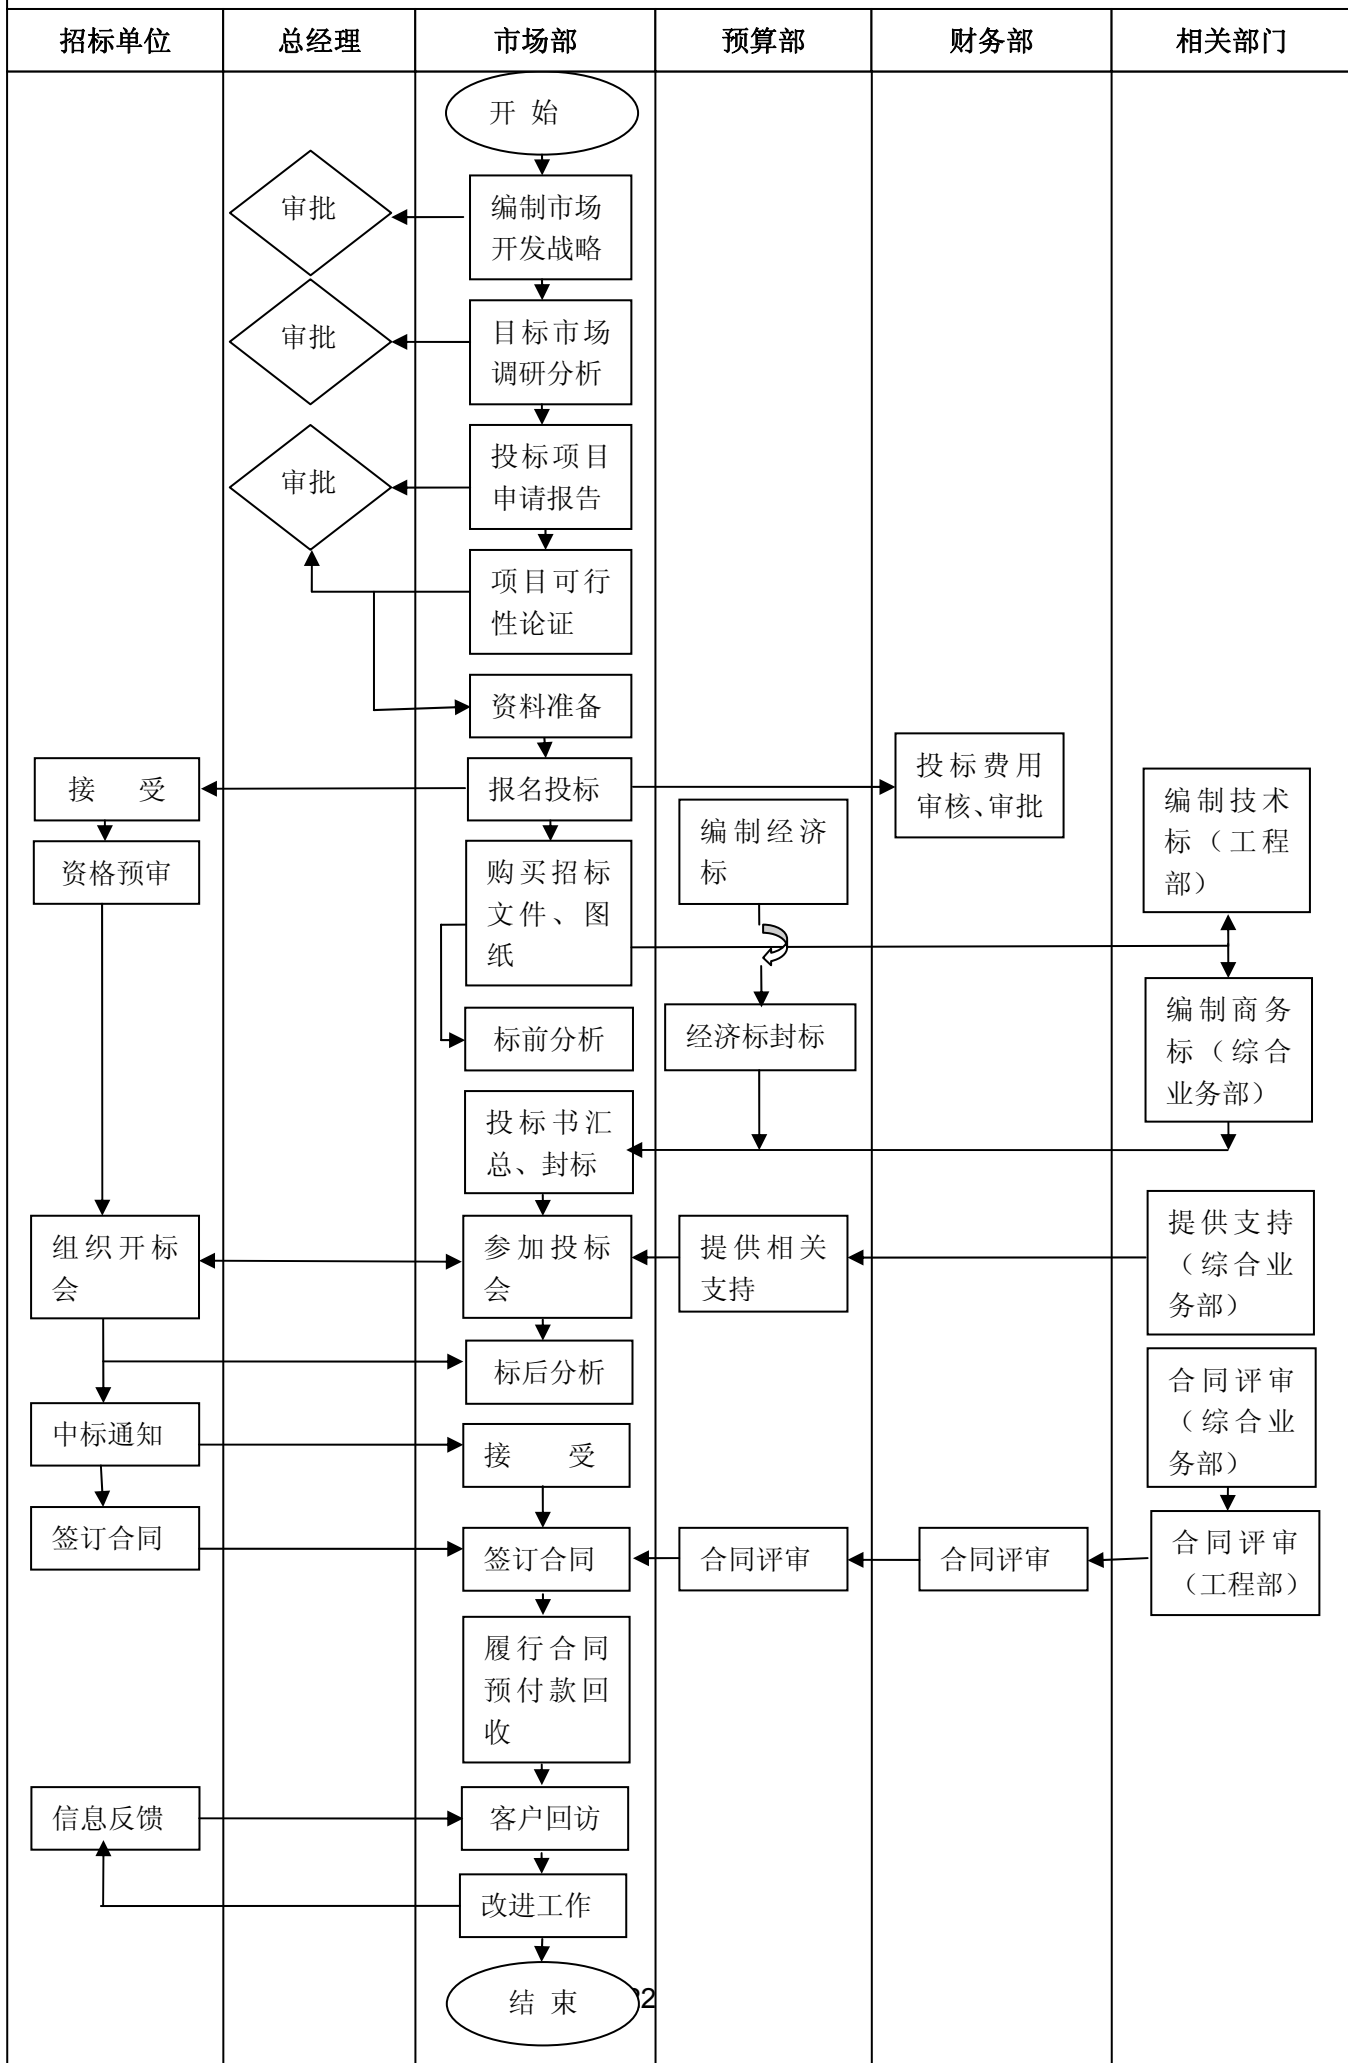 招标单位
总经理
市场部
预算部
财务部
相关部门
开 始
审批
编制市场
开发战略
审批
目标市场
调研分析
审批
投标项目
申请报告
项目可行
性论证
资料准备
接 受
报名投标
投标费用
审核、审批
编制技术
标（工程
部）
资格预审
购买招标
文件、图
纸
编制经济
标
标前分析
经济标封标
编制商务
标（综合
业务部）
投标书汇
总、封标
组织开标
会
参加投标
会
提供相关
支持
提供支持
（综合业
务部）
标后分析
合同评审
（综合业
务部）
中标通知
接 受
签订合同
签订合同
合同评审
合同评审
合同评审
（工程部）
履行合同
预付款回
收
信息反馈
客户回访
改进工作
结 束